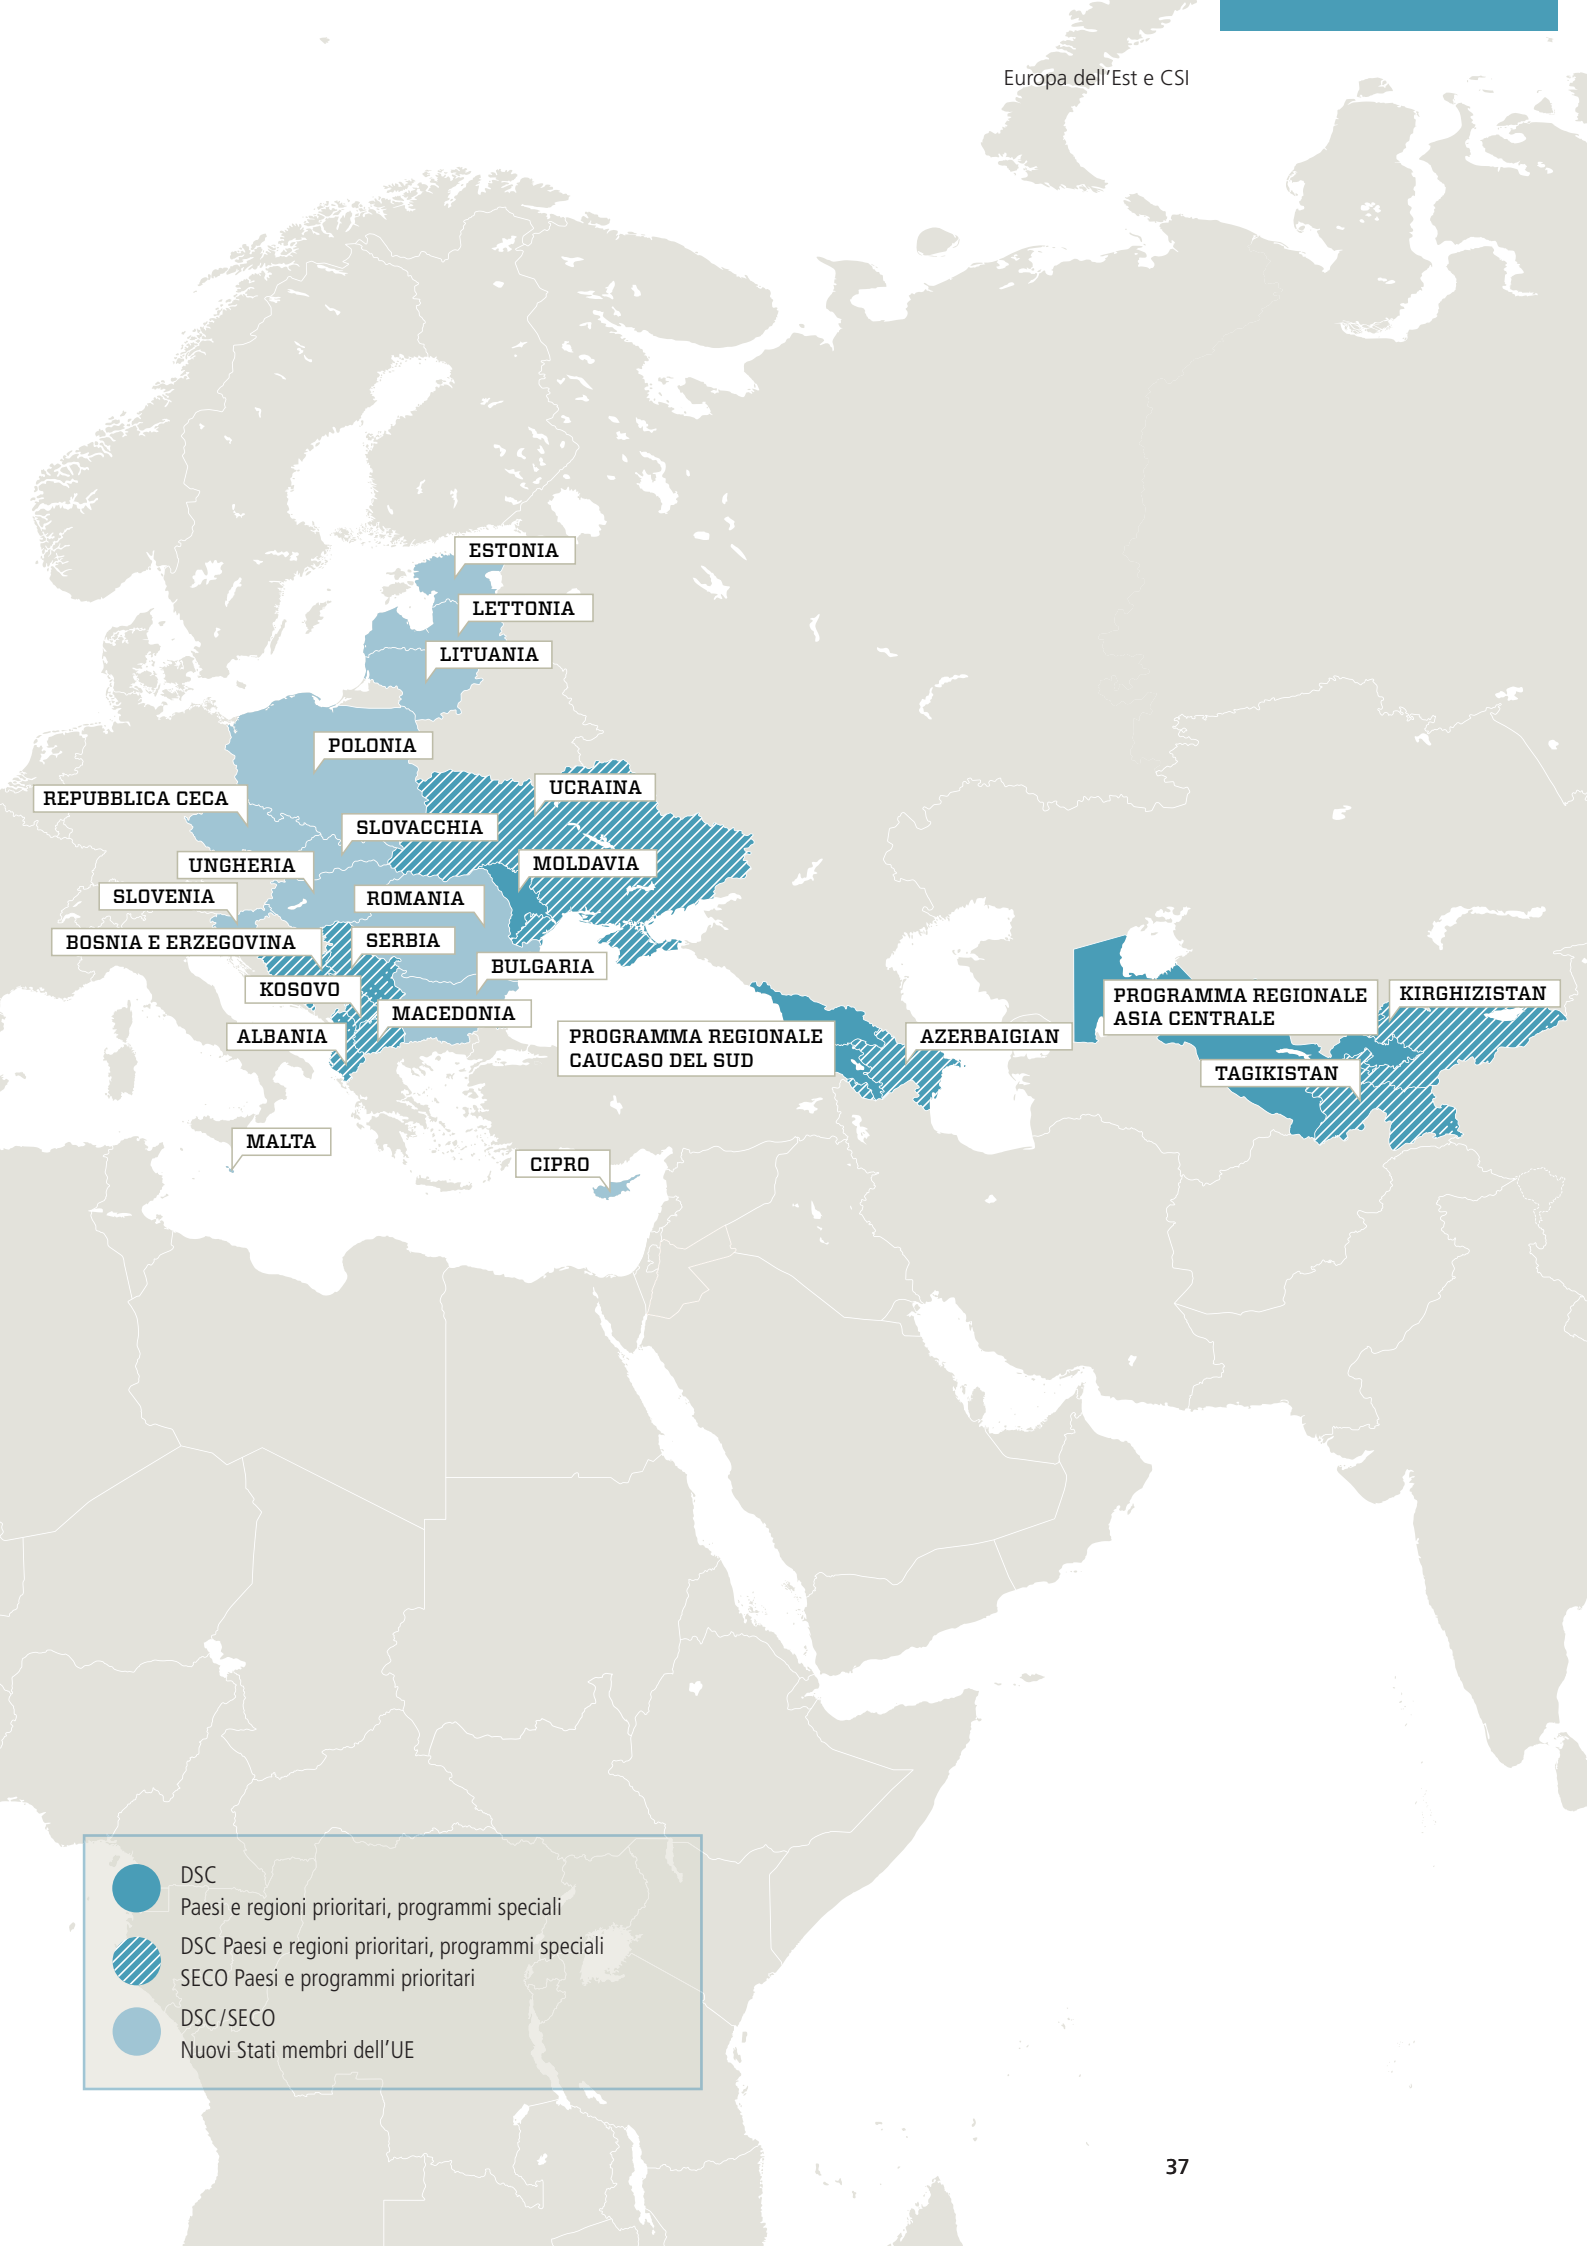 Europa dell'Est e CSI
ESTONIA
LETTONIA
LITUANIA
POLONIA
UCRAINA
REPUBBLICA CECA
SLOVACCHIA
MOLDAVIA
UNGHERIA
SLOVENIA
ROMANIA
BOSNIA E ERZEGOVINA
SERBIA
BULGARIA
KOSOVO
MACEDONIA
ALBANIA
PROGRAMMA REGIONALE
CAUCASO DEL SUD
AZERBAIGIAN
PROGRAMMA REGIONALE
ASIA CENTRALE
KIRGHIZISTAN
TAGIKISTAN
MALTA
CIPRO
DSC
Paesi e regioni prioritari, programmi speciali
DSC Paesi e regioni prioritari, programmi speciali
SECO Paesi e programmi prioritari
DSC/SECO
Nuovi Stati membri dell'UE
37